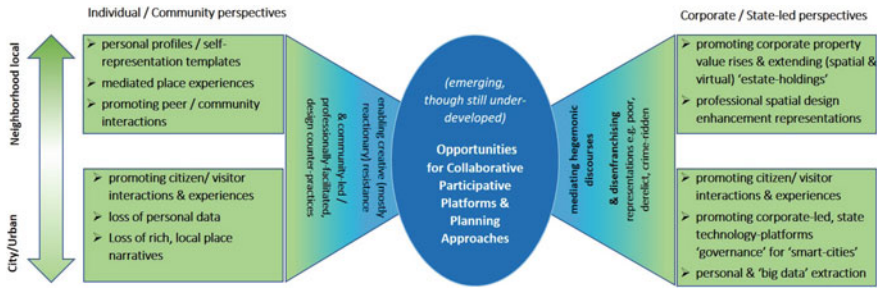 Individual / Community perspectives
Corporate / State-led perspectives
Neighborhood local
City/Urban
➢ personal profiles / self-
representation templates
➢ mediated place experiences
➢ promoting peer / community
interactions
➢ promoting citizen/ visitor
interactions & experiences
➢ loss of personal data
➢ Loss of rich, local place
narratives
enabling creative (mostly
reactionary) resistance
& community-led /
professionally-facilitated,
design counter-practices
(emerging,
though still under-
developed)
Opportunities
for Collaborative
Participative
Platforms &
Planning
Approaches
mediating hegemonic
discourses
& disenfranchising
representations e.g. poor,
derelict, crime-ridden
➢ promoting corporate property
value rises & extending (spatial &
virtual) ‘estate-holdings’
➢ professional spatial design
enhancement representations
➢ promoting citizen/ visitor
interactions & experiences
➢ promoting corporate-led, state
technology-platforms
‘governance’ for ‘smart-cities’
➢ personal & ‘big data’ extraction